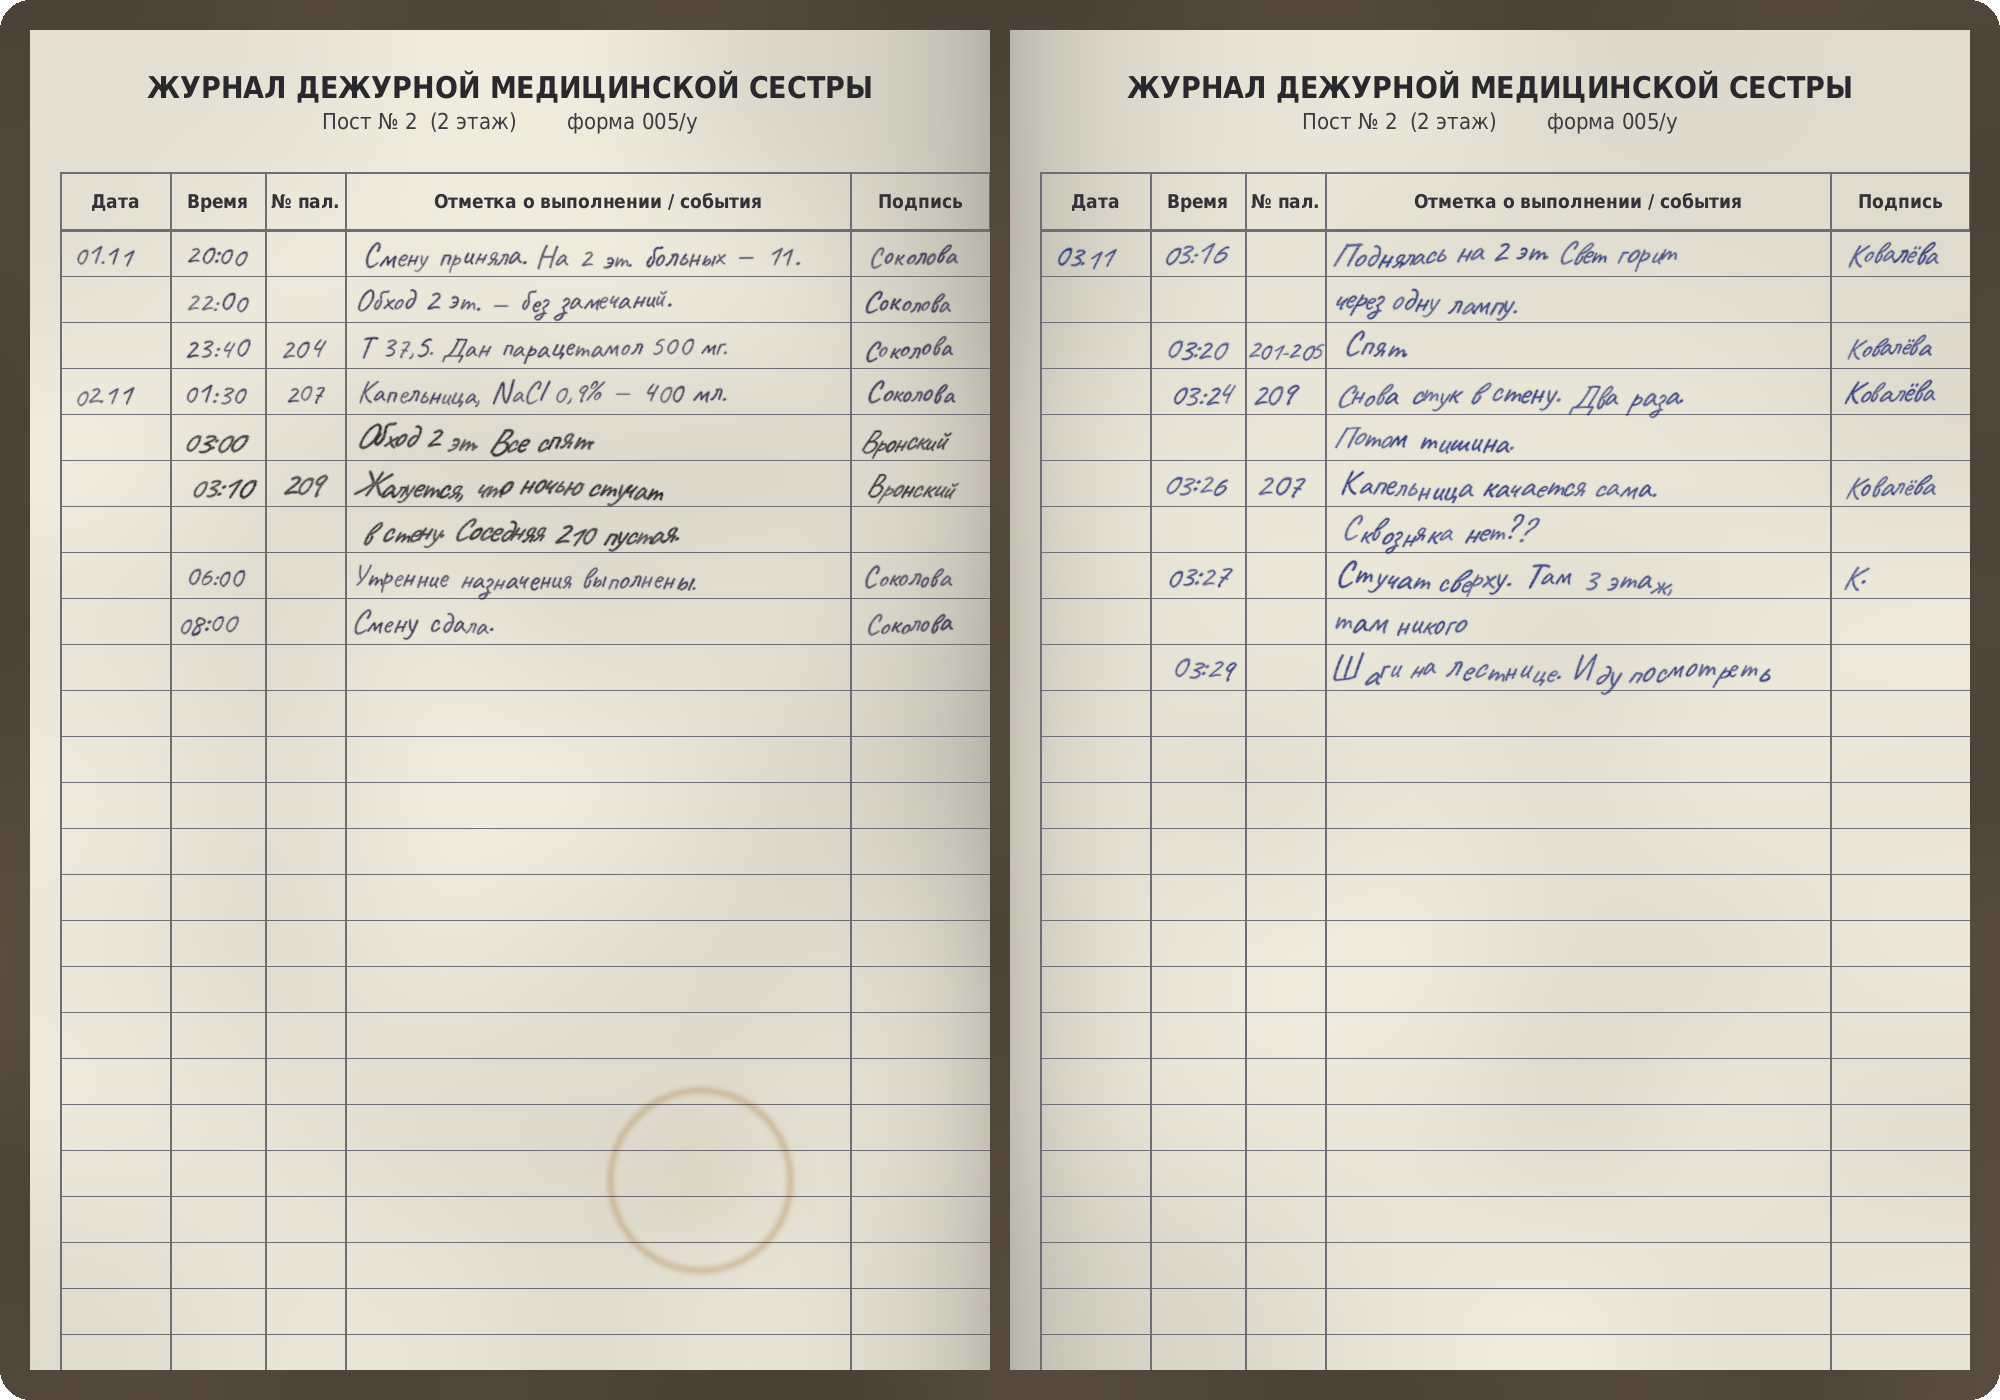 ЖУРНАЛ ДЕЖУРНОЙ МЕДИЦИНСКОЙ СЕСТРЫ
Пост № 2 (2 этаж) форма 005/у
Дата Время № пал. Отметка о выполнении / события Подпись
01.11 20:00 Смену приняла. На 2 эт. больных — 11. Соколова
22:00 Обход 2 эт. — без замечаний. Соколова
23:40 204 Т 37,5. Дан парацетамол 500 мг. Соколова
02.11 01:30 207 Капельница, NaCl 0,9% — 400 мл. Соколова
03:00 Обход 2 эт. Все спят Вронский
03:10 209 Жалуется, что ночью стучат Вронский
в стену. Соседняя 210 пустая.
06:00 Утренние назначения выполнены. Соколова
08:00 Смену сдала. Соколова
ЖУРНАЛ ДЕЖУРНОЙ МЕДИЦИНСКОЙ СЕСТРЫ
Пост № 2 (2 этаж) форма 005/у
Дата Время № пал. Отметка о выполнении / события Подпись
03.11 03:16 Поднялась на 2 эт. Свет горит Ковалёва
через одну лампу.
03:20 201-205 Спят. Ковалёва
03:24 209 Снова стук в стену. Два раза. Ковалёва
Потом тишина.
03:26 207 Капельница качается сама. Ковалёва
Сквозняка нет??
03:27 Стучат сверху. Там 3 этаж, К.
там никого
03:29 Шаги на лестнице. Иду посмотреть